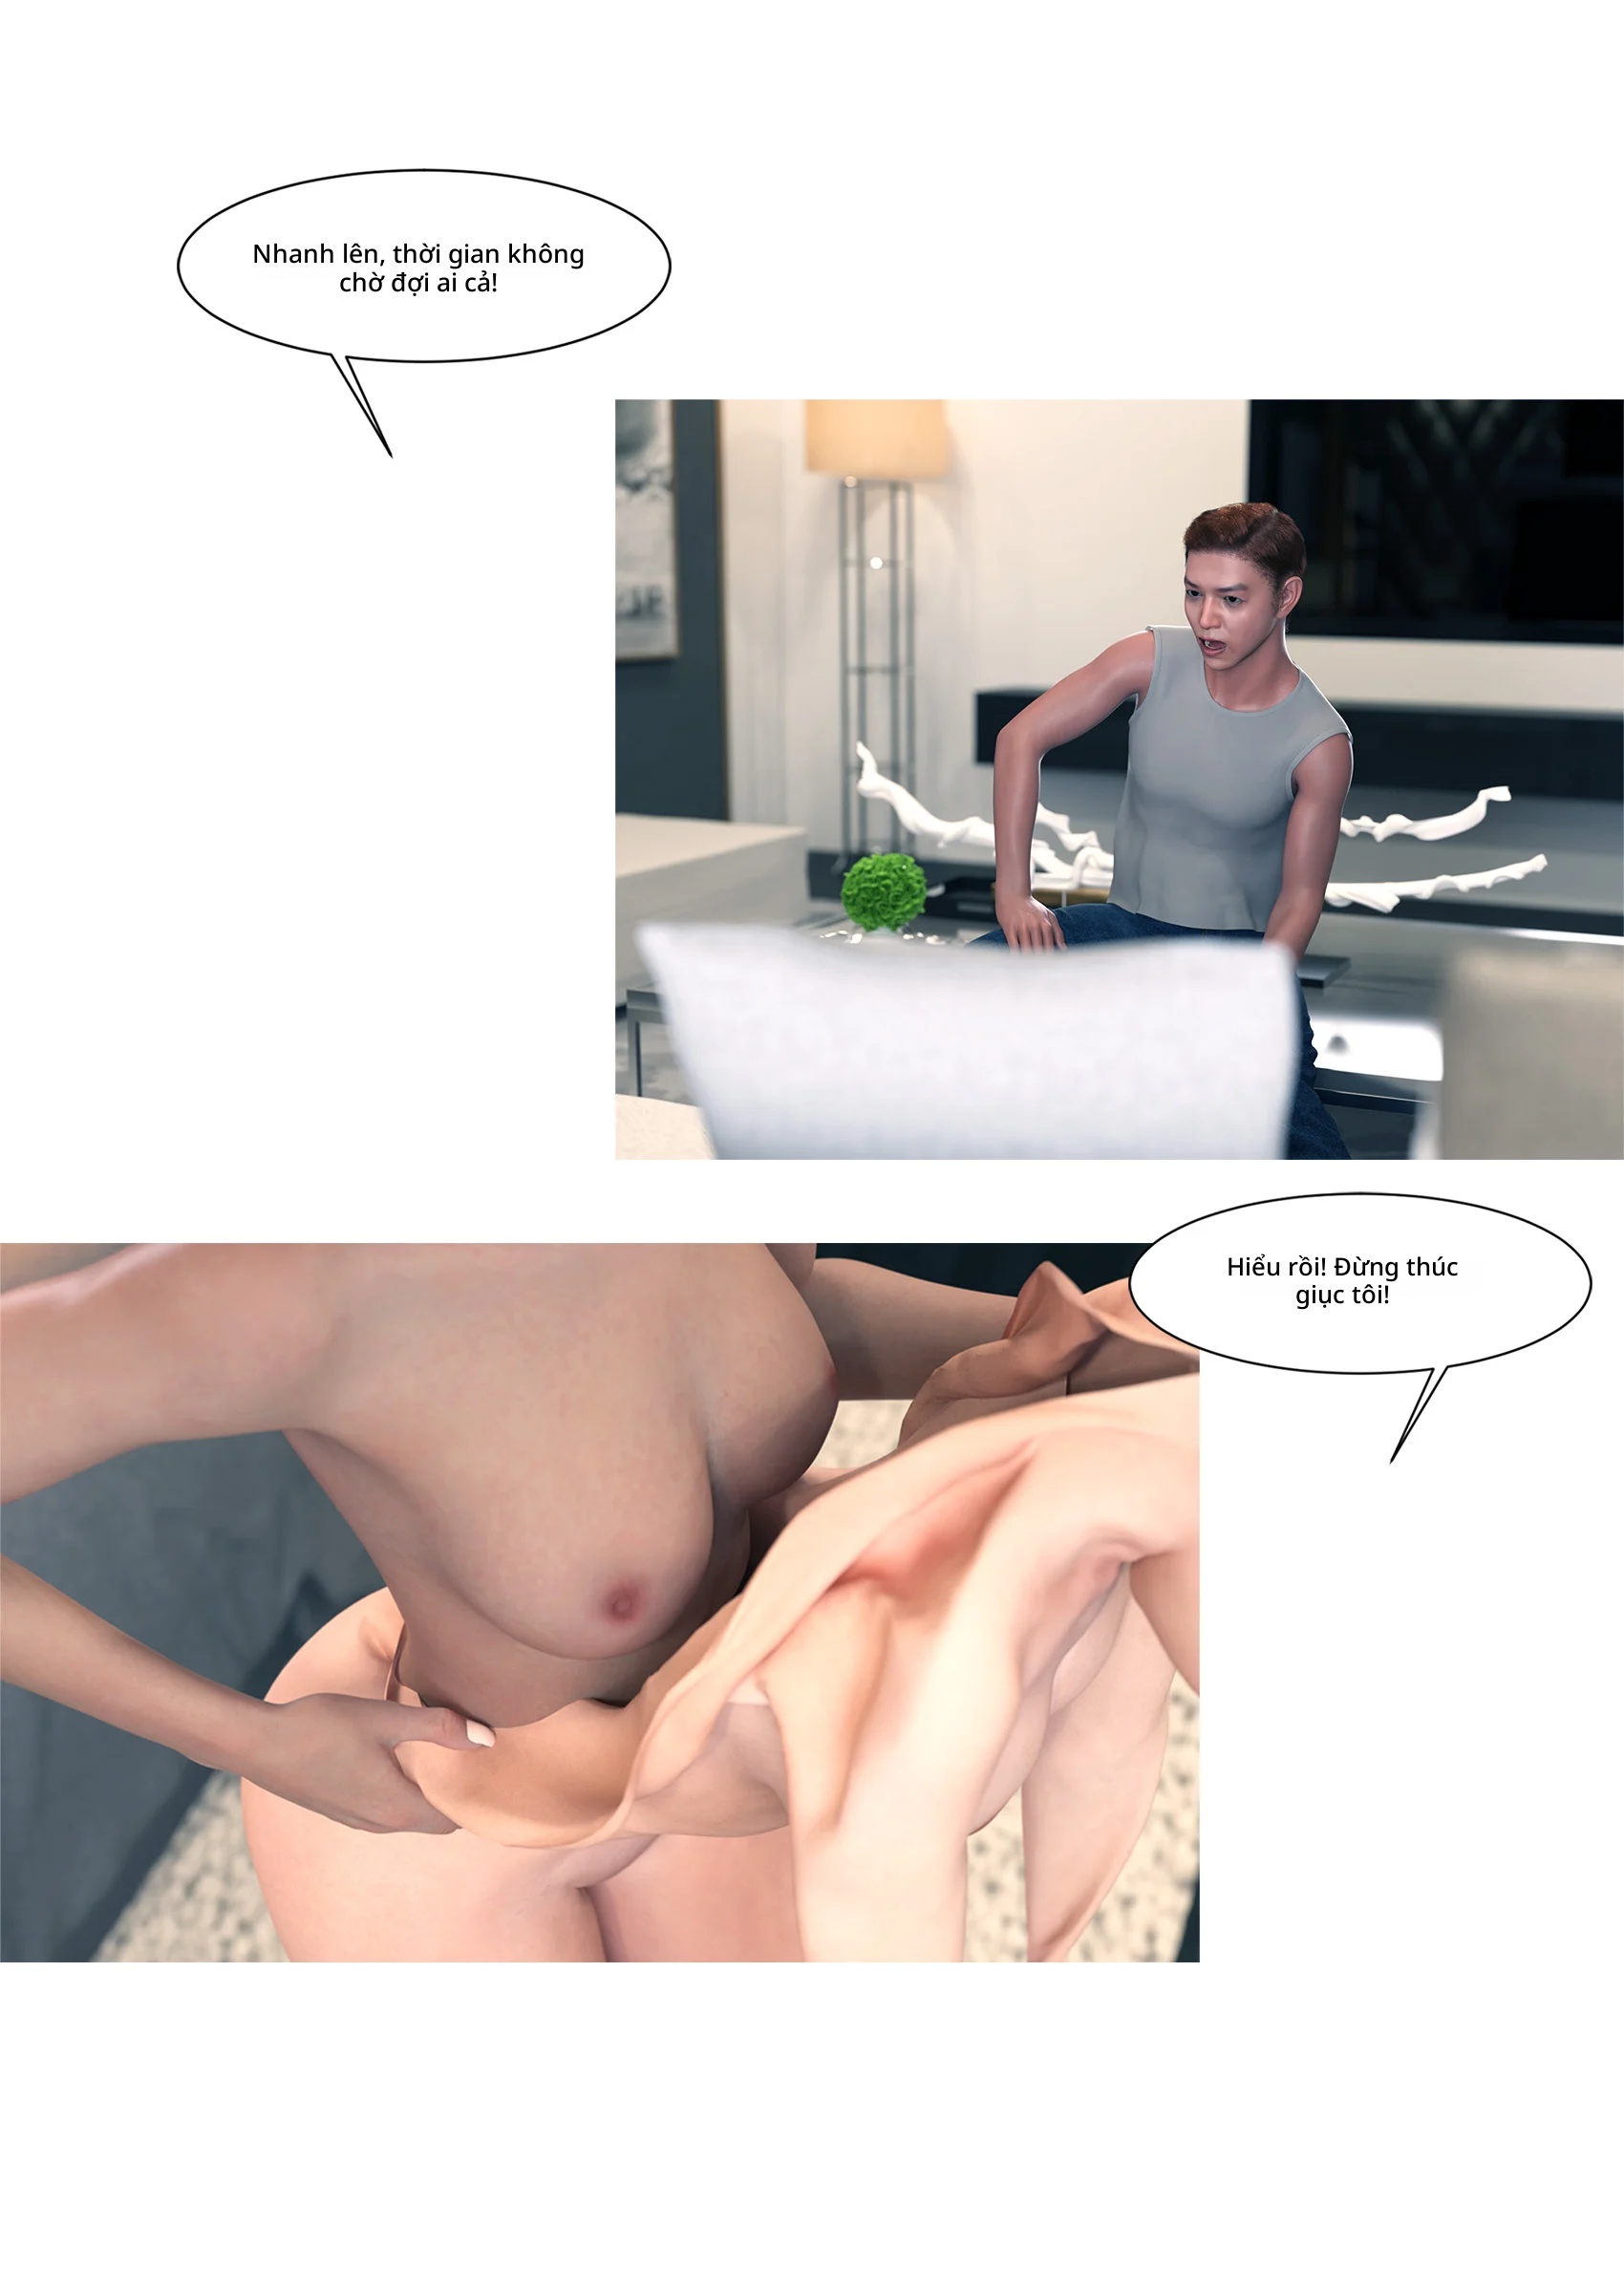 Nhanh lên, thời gian không
chờ đợi ai cả!
Hiểu rồi! Đừng thúc
giục tôi!